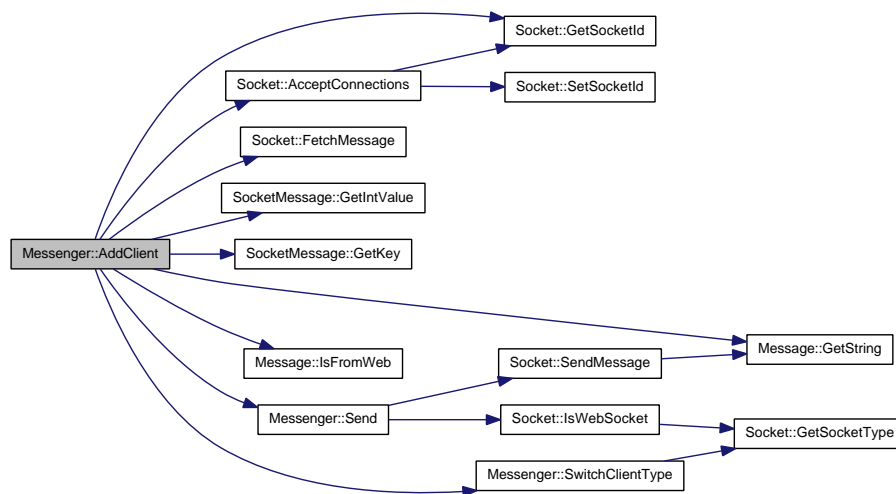 Socket::GetSocketId
Socket::AcceptConnections
Socket::SetSocketId
Socket::FetchMessage
SocketMessage::GetIntValue
Messenger::AddClient
SocketMessage::GetKey
Message::GetString
Message::IsFromWeb
Socket::SendMessage
Messenger::Send
Socket::IsWebSocket
Socket::GetSocketType
Messenger::SwitchClientType